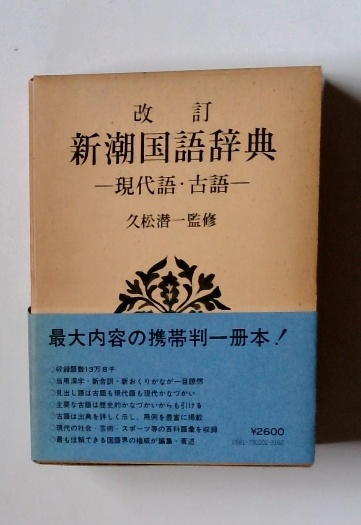 改訂
新潮国語辞典
—現代語・古語—
久松潜一監修
最大内容の携帯判一冊本！
◇収録語数13万8千
◇当用漢字・新音訓・新おくりがなが一目瞭然
◇見出し語は古語も現代語も現代かなづかい
◇主要な古語は歴史的かなづかいからも引ける
◇古語は出典を詳しく示し、用例を豊富に掲載
◇現代の社会・芸術・スポーツ等の百科語彙を収録
◇最も信頼できる国語界の権威が編集・著述
¥2600
0581-730202-3162